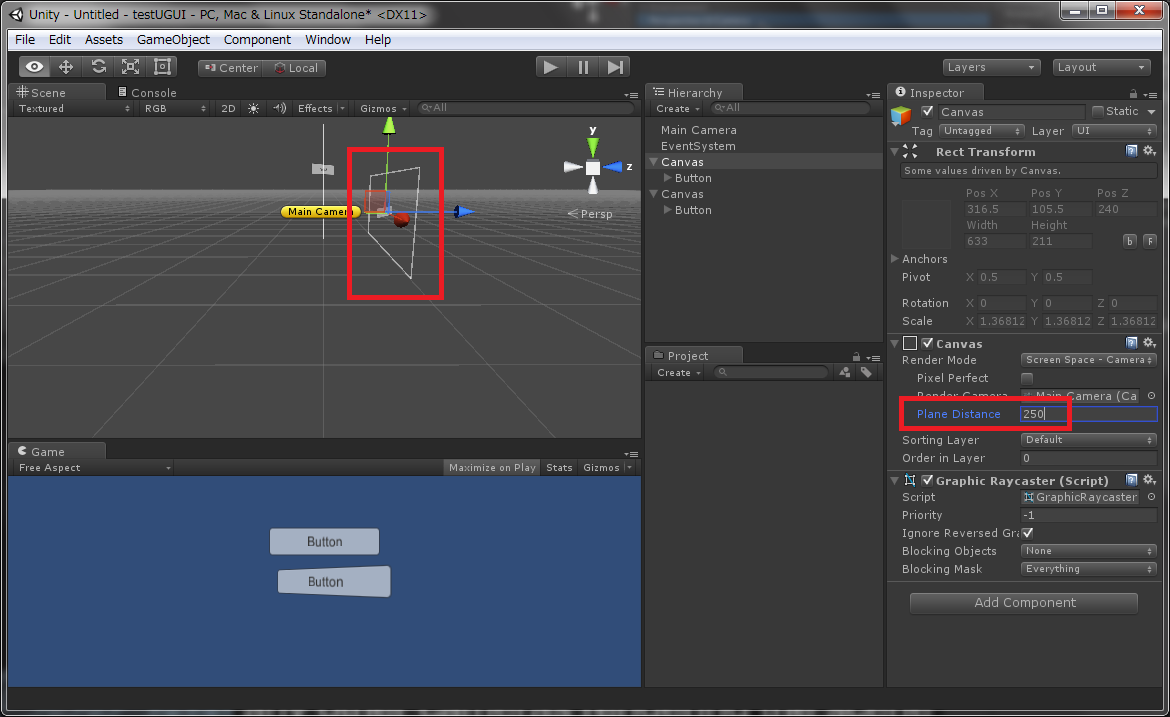 Unity - Untitled - testUGUI - PC, Mac & Linux Standalone* <DX11>
File Edit Assets GameObject Component Window Help
Center Local Layers Layout
Scene Console
Textured RGB 2D Effects Gizmos All
y
z
Persp
Main Camera
Game
Free Aspect Maximize on Play Stats Gizmos
Button
Button
Hierarchy
Create All
Main Camera
EventSystem
Canvas
Button
Canvas
Button
Project
Create
Inspector
Canvas Static
Tag Untagged Layer UI
Rect Transform
Some values driven by Canvas.
Pos X Pos Y Pos Z
316.5 105.5 240
Width Height
633 211
b F
Anchors
Pivot X 0.5 Y 0.5
Rotation X 0 Y 0 Z 0
Scale X 1.36812 Y 1.36812 Z 1.36812
Canvas
Render Mode Screen Space - Camera
Pixel Perfect
Render Camera Main Camera (Ca
Plane Distance 250
Sorting Layer Default
Order in Layer 0
Graphic Raycaster (Script)
Script GraphicRaycaster
Priority -1
Ignore Reversed Gra
Blocking Objects None
Blocking Mask Everything
Add Component